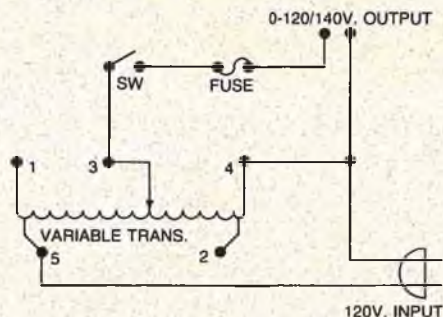 0-120/140V. OUTPUT
SW
FUSE
1
3
4
VARIABLE TRANS.
5
2
120V. INPUT